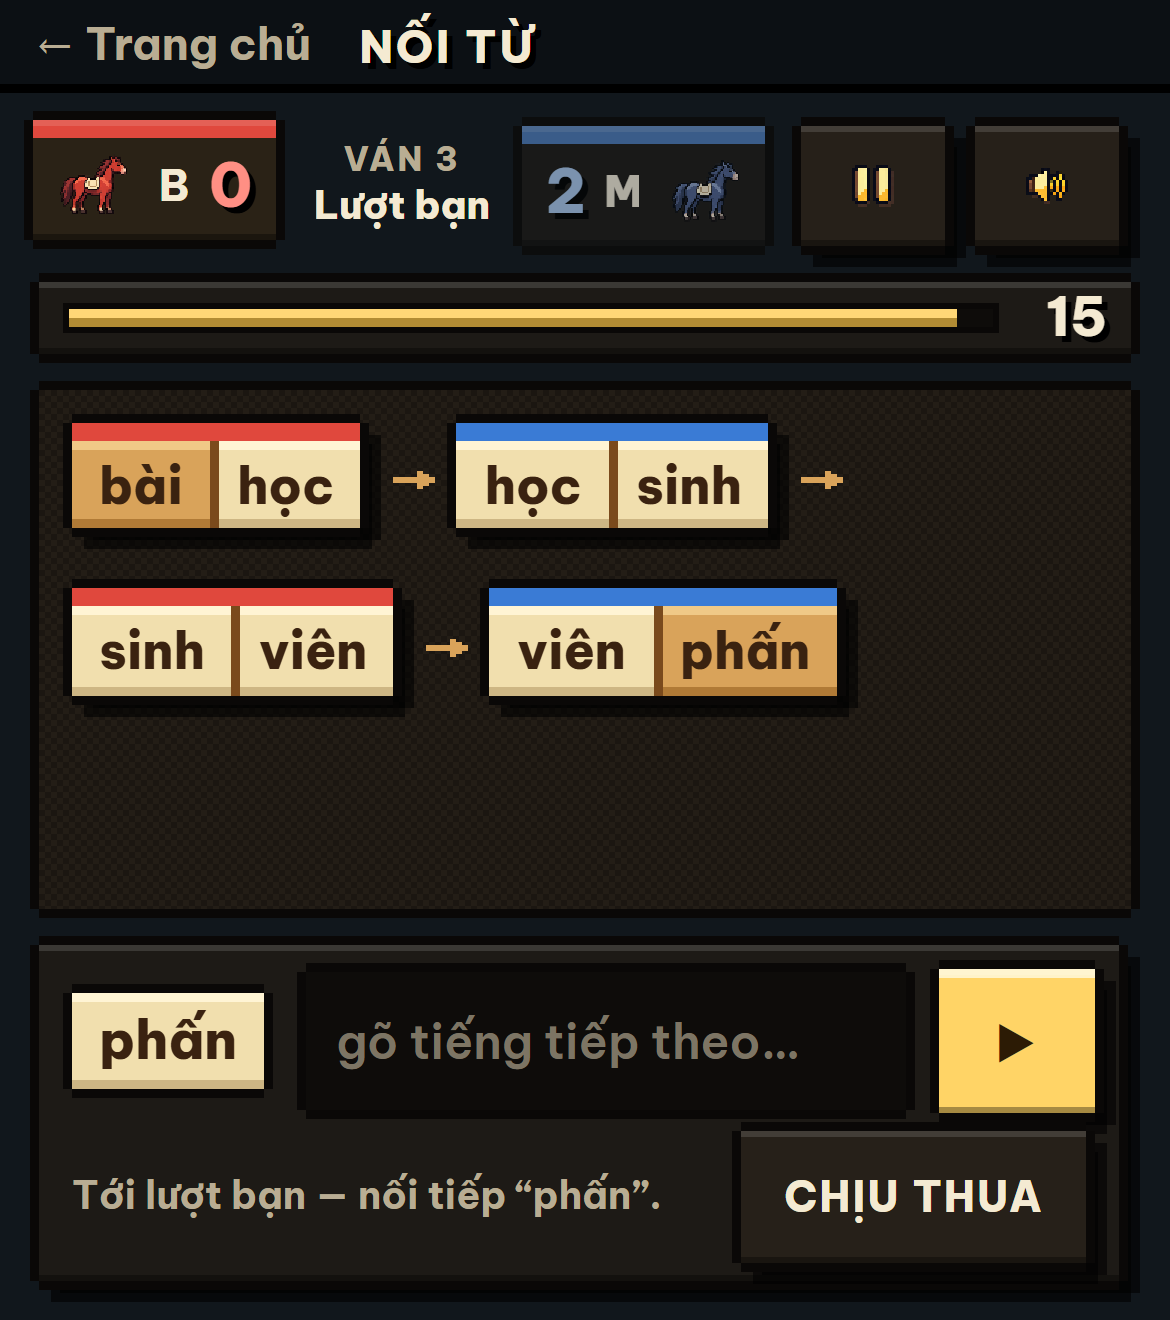 ← Trang chủ NỐI TỪ
B 0
VÁN 3
Lượt bạn
2 M
15
bài học → học sinh →
sinh viên → viên phấn
phấn gõ tiếng tiếp theo...
Tới lượt bạn – nối tiếp “phấn”.
CHỊU THUA